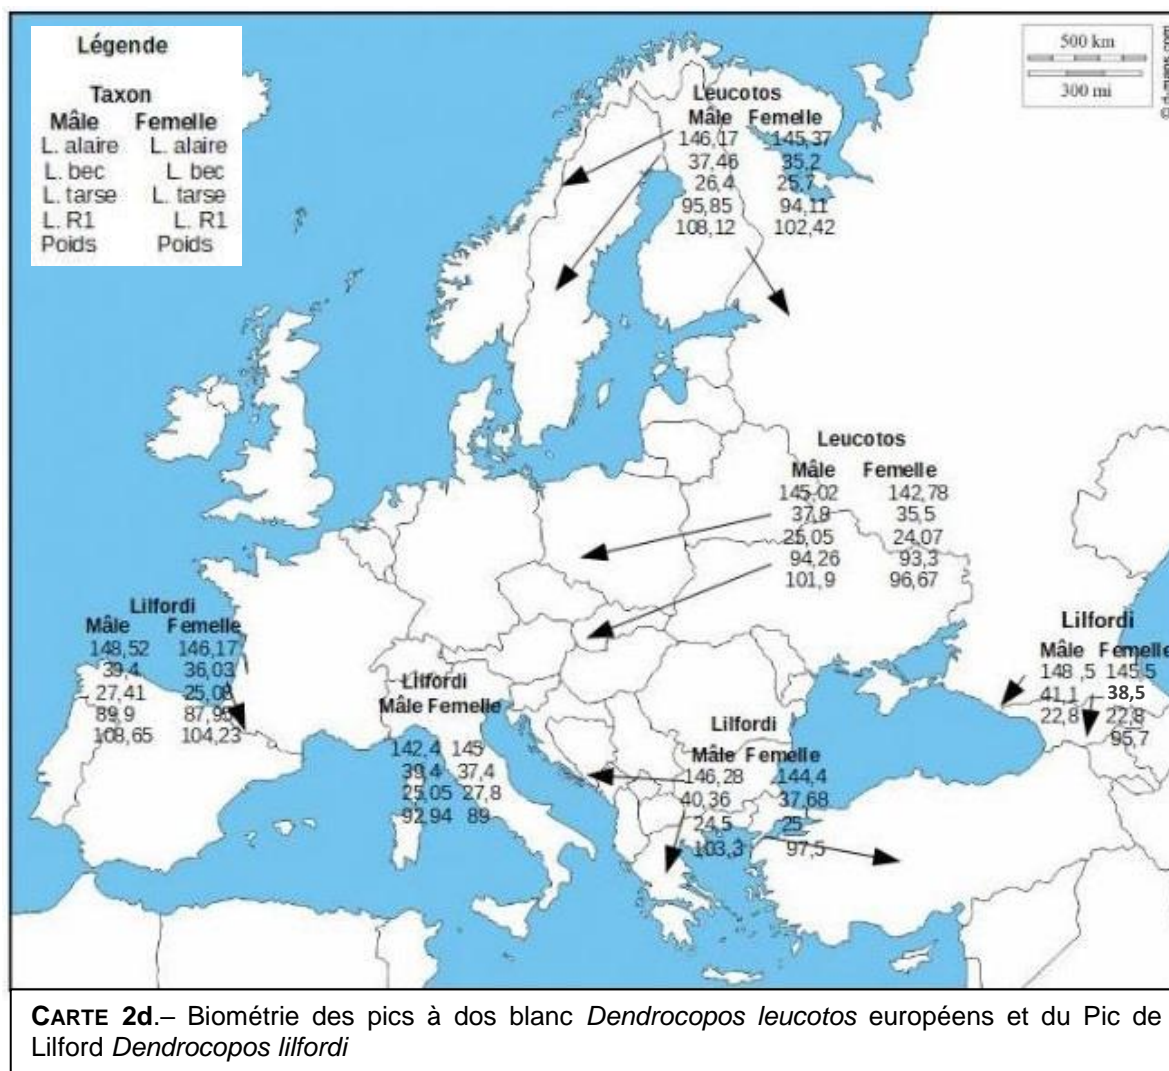 Légende
Taxon
Mâle Femelle
L. alaire L. alaire
L. bec L. bec
L. tarse L. tarse
L. R1 L. R1
Poids Poids
500 km
300 mi
© d-maps.com
Leucotos
Mâle Femelle
146,17 145,37
37,46 35,2
26,4 25,7
95,85 94,11
108,12 102,42
Leucotos
Mâle Femelle
145,02 142,78
37,8 35,5
25,05 24,07
94,26 93,3
101,9 96,67
Lilfordi
Mâle Femelle
148,52 146,17
39,4 36,03
27,41 25,08
89,9
108,65 104,23
Lilfordi
Mâle Femelle
142,4 145
39,4 37,4
25,05 27,8
92,94 89
Lilfordi
Mâle Femelle
146,28 144,4
40,36 37,68
24,5 25
103,3 97,5
Lilfordi
Mâle Femelle
148 ,5 145,5
41,1 38,5
22,8 22,8
95,7
CARTE 2d.– Biométrie des pics à dos blanc Dendrocopos leucotos européens et du Pic de
Lilford Dendrocopos lilfordi